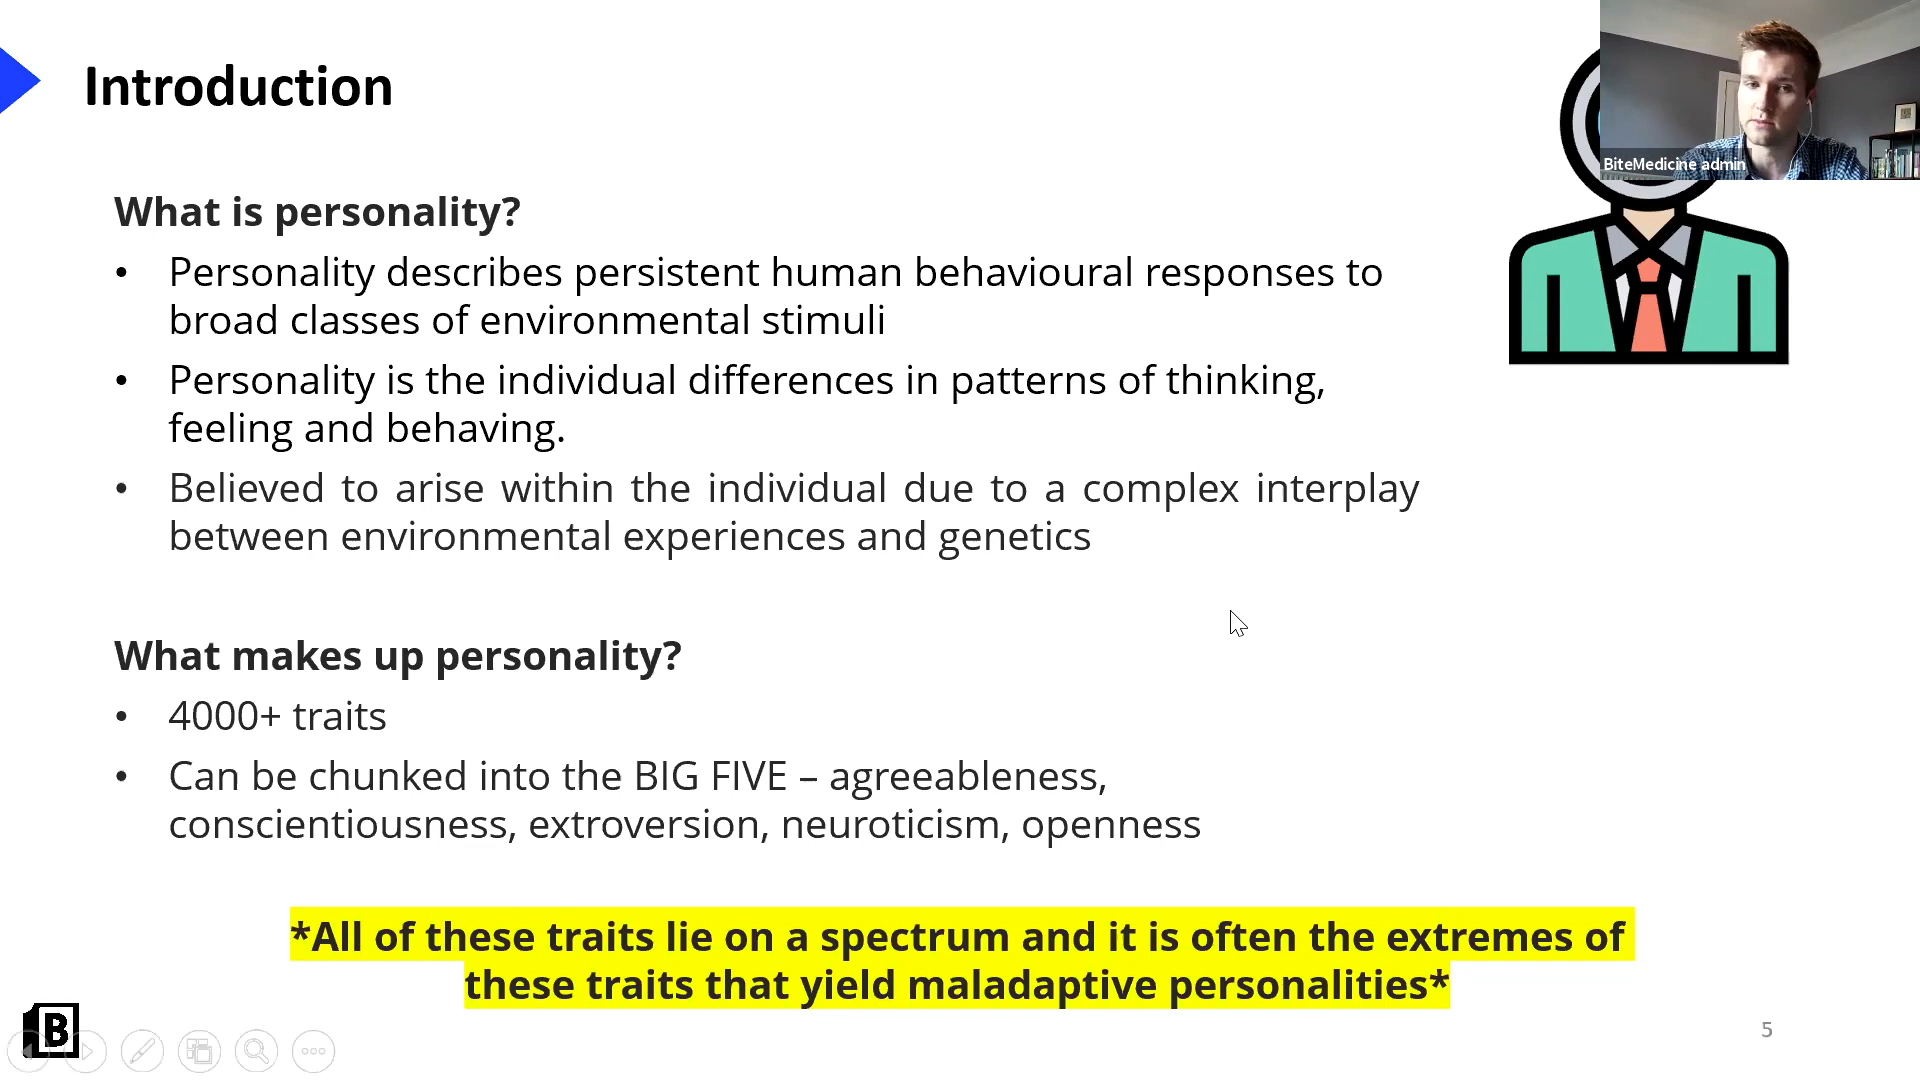 Introduction
BiteMedicine admin
What is personality?
• Personality describes persistent human behavioural responses to
broad classes of environmental stimuli
• Personality is the individual differences in patterns of thinking,
feeling and behaving.
• Believed to arise within the individual due to a complex interplay
between environmental experiences and genetics
What makes up personality?
• 4000+ traits
• Can be chunked into the BIG FIVE – agreeableness,
conscientiousness, extroversion, neuroticism, openness
*All of these traits lie on a spectrum and it is often the extremes of
these traits that yield maladaptive personalities*
B
5